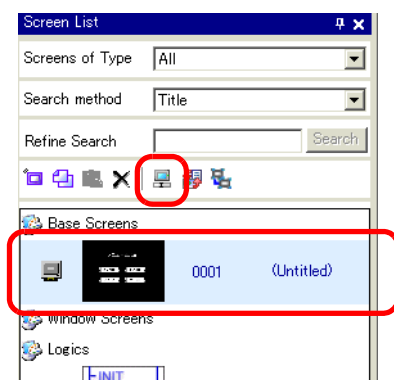 Screen List
Screens of Type All
Search method Title
Refine Search Search
Base Screens
0001 (Untitled)
Window Screens
Logics
INIT